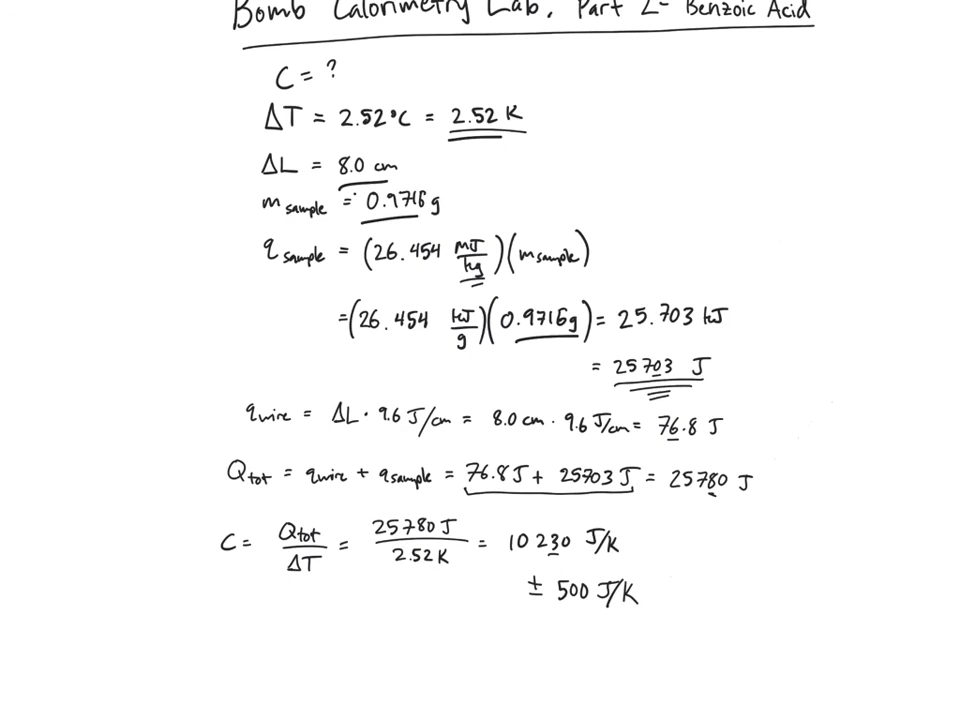 Bomb Calorimetry Lab, Part 2- Benzoic Acid
C = ?
ΔT = 2.52°C = 2.52 K
ΔL = 8.0 cm
m sample = 0.9716 g
q sample = (26.454 MJ/kg)(m sample)
= (26.454 kJ/g)(0.9716g) = 25.703 kJ
= 25703 J
q wire = ΔL · 9.6 J/cm = 8.0 cm · 9.6 J/cm = 76.8 J
Qtot = q wire + q sample = 76.8 J + 25703 J = 25780 J
C = Qtot/ΔT = 25780 J/2.52 K = 10230 J/K
± 500 J/K